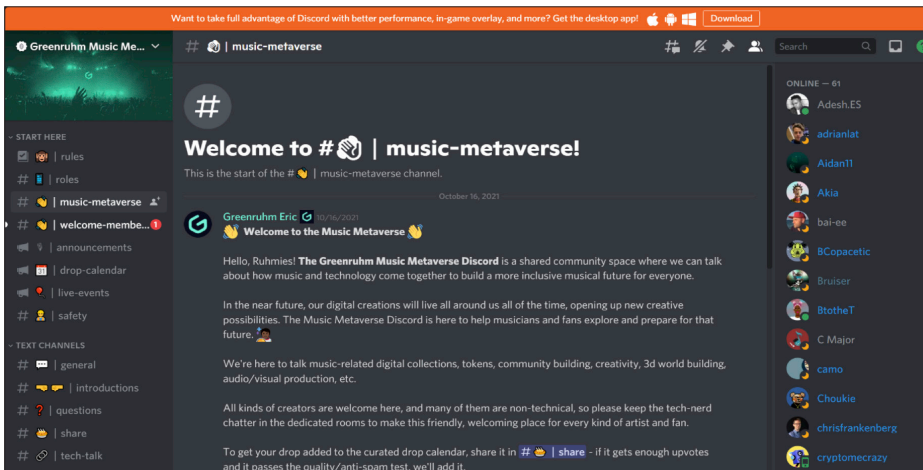 Want to take full advantage of Discord with better performance, in-game overlay, and more? Get the desktop app!
Download
Greenruhm Music Me...
# 👋 | music-metaverse
Search
START HERE
| rules
# | roles
# 👋 | music-metaverse
# 👋 | welcome-membe... 1
| announcements
| drop-calendar
| live-events
# | safety
TEXT CHANNELS
# 💬 | general
# 🤜 🤛 | introductions
# ❓ | questions
# | share
# 🔗 | tech-talk
#
Welcome to # 👋 | music-metaverse!
This is the start of the # 👋 | music-metaverse channel.
October 16, 2021
Greenruhm Eric 10/16/2021
👋 Welcome to the Music Metaverse 👋
Hello, Ruhmies! The Greenruhm Music Metaverse Discord is a shared community space where we can talk
about how music and technology come together to build a more inclusive musical future for everyone.
In the near future, our digital creations will live all around us all of the time, opening up new creative
possibilities. The Music Metaverse Discord is here to help musicians and fans explore and prepare for that
future.
We're here to talk music-related digital collections, tokens, community building, creativity, 3d world building,
audio/visual production, etc.
All kinds of creators are welcome here, and many of them are non-technical, so please keep the tech-nerd
chatter in the dedicated rooms to make this friendly, welcoming place for every kind of artist and fan.
To get your drop added to the curated drop calendar, share it in # | share - if it gets enough upvotes
and it passes the quality/anti-spam test, we'll add it.
ONLINE — 61
Adesh.ES
adrianlat
Aidan11
Akia
bai-ee
BCopacetic
Bruiser
BtotheT
C Major
camo
Choukie
chrisfrankenberg
cryptomecrazy